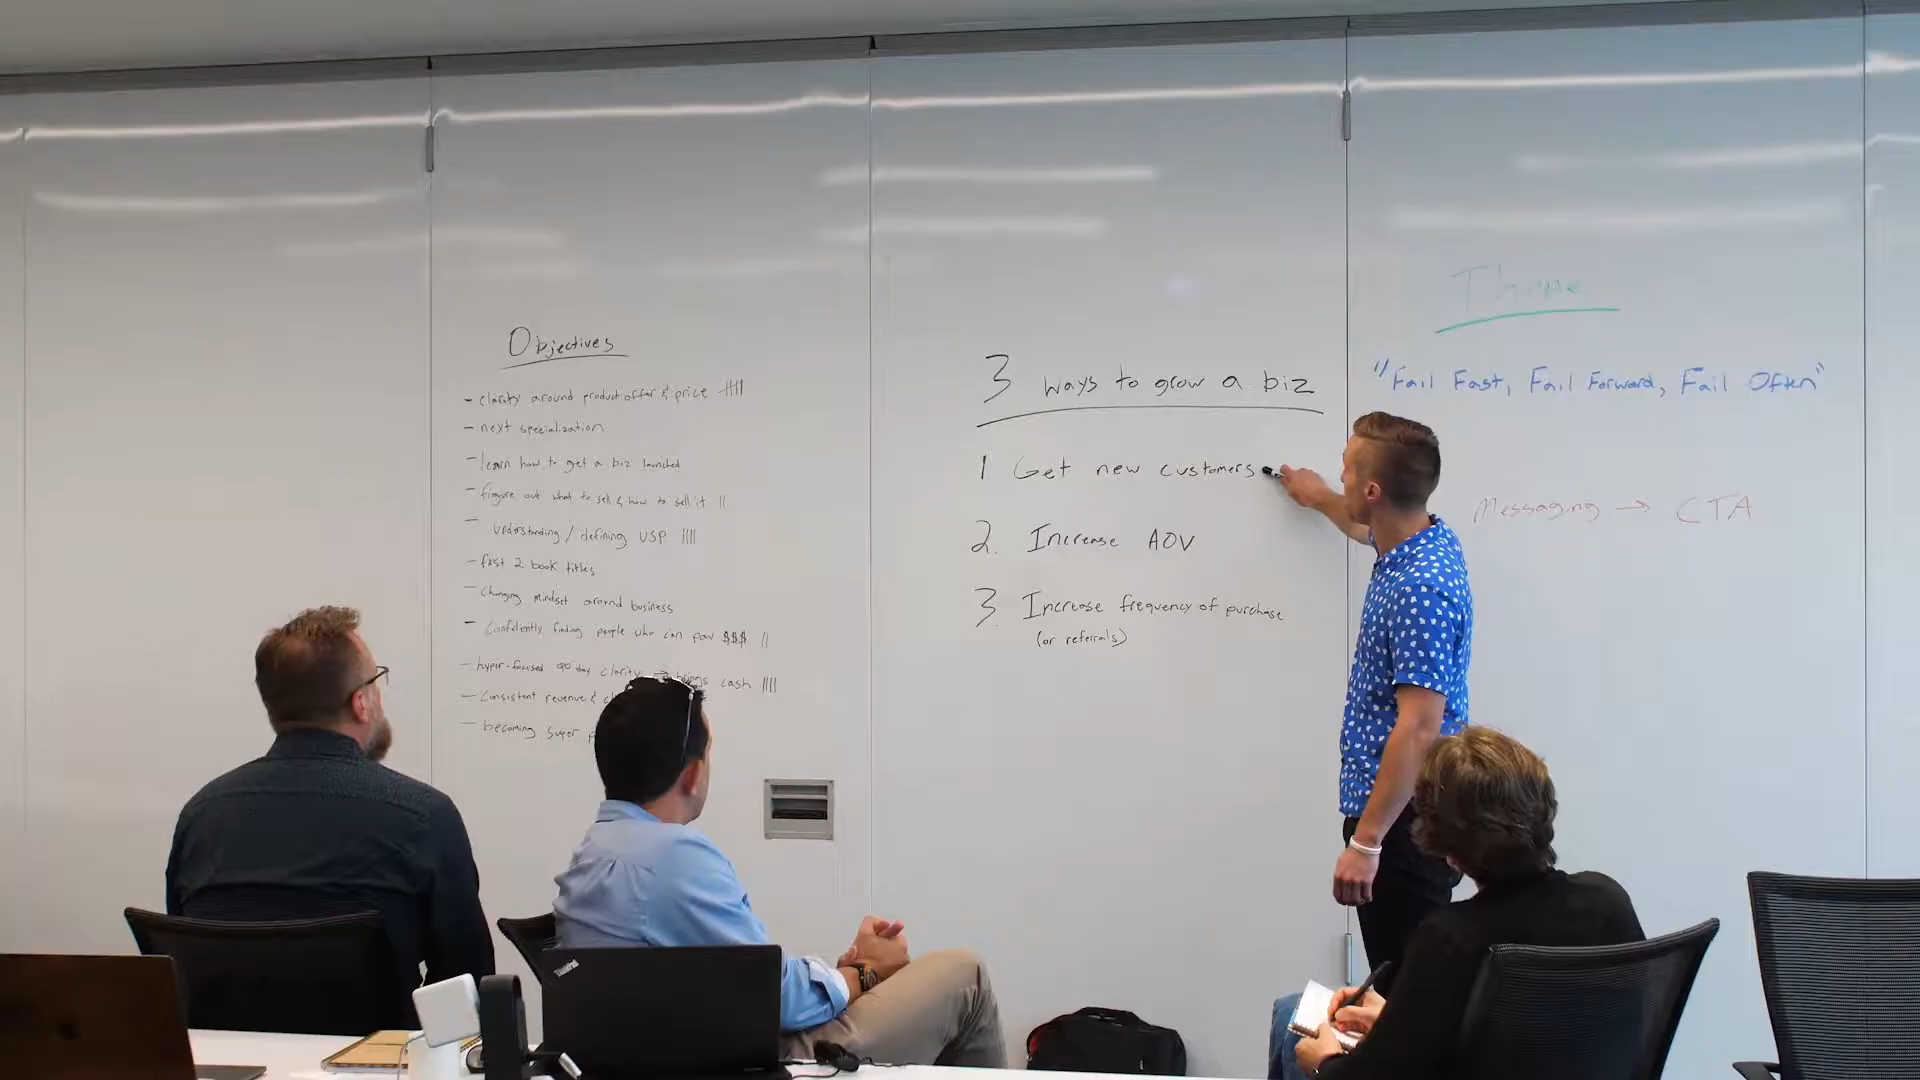 Objectives
- clarity around product offer & price
- next specialization
- learn how to get a biz launched
- figure out what to sell & how to sell it
- understanding / defining USP
- first 2 book titles
- changing mindset around business
- Confidently finding people who can pay $$$
- hyper-focused 90 day clarity → brings cash
- Consistent revenue &
- becoming super
3 ways to grow a biz
1 Get new customers
2. Increase AOV
3. Increase frequency of purchase
(or referrals)
Theme
"Fail Fast, Fail Forward, Fail Often"
Messaging → CTA
ThinkPad